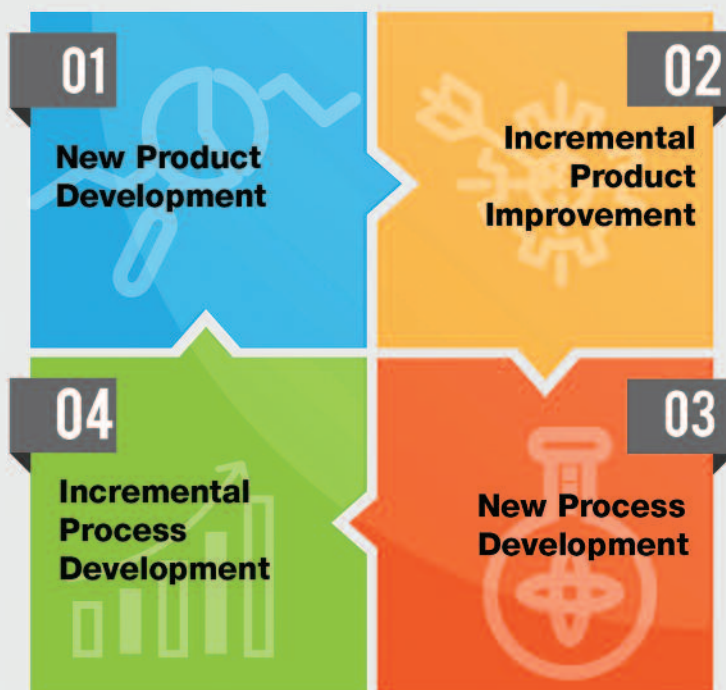 01
New Product
Development
02
Incremental
Product
Improvement
03
New Process
Development
04
Incremental
Process
Development